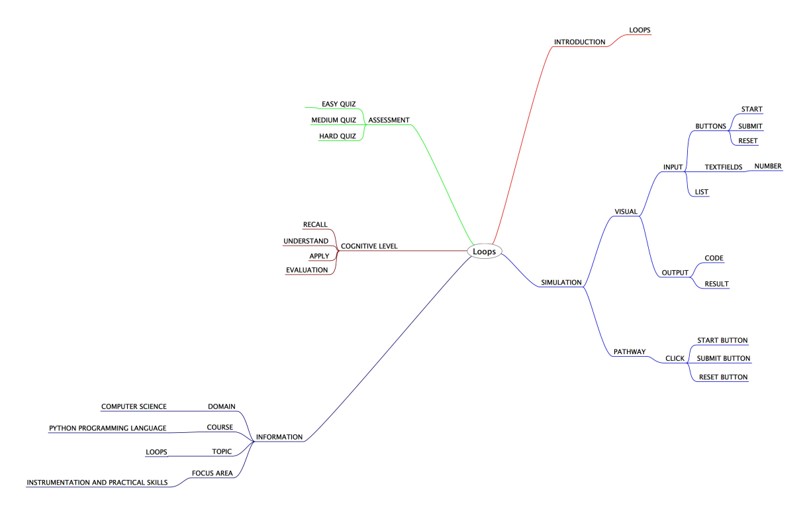 LOOPS
INTRODUCTION
EASY QUIZ
MEDIUM QUIZ
HARD QUIZ
ASSESSMENT
START
SUBMIT
RESET
BUTTONS
INPUT
TEXTFIELDS
NUMBER
LIST
VISUAL
RECALL
UNDERSTAND
APPLY
EVALUATION
COGNITIVE LEVEL
Loops
SIMULATION
OUTPUT
CODE
RESULT
PATHWAY
CLICK
START BUTTON
SUBMIT BUTTON
RESET BUTTON
COMPUTER SCIENCE
DOMAIN
PYTHON PROGRAMMING LANGUAGE
COURSE
INFORMATION
LOOPS
TOPIC
INSTRUMENTATION AND PRACTICAL SKILLS
FOCUS AREA